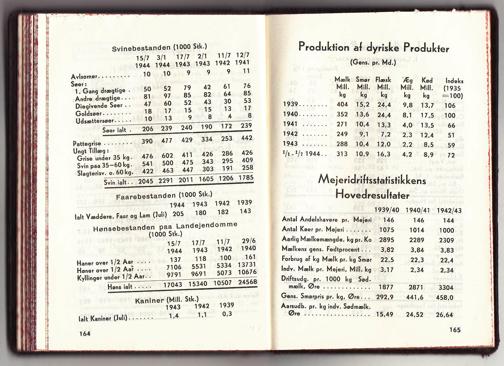 Svinebestanden (1000 Stk.)
15/7 3/1 17/7 2/1 11/7 12/7
1944 1944 1943 1943 1942 1941
Avlsorner 10 10 9 9 9 11
Søer:
1. Gang drægtige 50 52 79 42 61 76
Andre drægtige 81 97 85 82 64 85
Diegivende Søer 47 60 52 43 30 53
Goldsøer 18 17 15 15 13 17
Udsættersøer 10 13 9 8 4 8
Søer ialt 206 239 240 190 172 239
Pattegrise 390 477 429 334 253 442
Ungt Tillæg:
Grise under 35 kg. 476 602 411 426 286 426
Svin paa 35—60 kg. 541 500 475 343 295 409
Slagterisv. o. 60 kg 422 463 447 303 191 258
Svin ialt 2045 2291 2011 1605 1206 1785
Faarebestanden (1000 Stk.)
1944 1943 1942 1939
Ialt Væddere, Faar og Lam (Juli) 205 180 182 143
Hønsebestanden paa Landejendomme
(1000 Stk.)
15/7 17/7 11/7 29/6
1944 1943 1942 1940
Haner over 1/2 Aar 137 118 100 161
Høner over 1/2 Aar 7106 5531 5334 13731
Kyllinger under 1/2 Aar 9791 9691 5073 10676
Høns ialt 17043 15340 10507 24568
Kaniner (Mill. Stk.)
1943 1942 1939
Ialt Kaniner (Juli) 1,4 1,1 0,3
164
Produktion af dyriske Produkter
(Gens. pr. Md.)
Mælk Smør Flæsk Æg Kød Indeks
Mill. Mill. Mill. Mill. Mill. (1935
kg kg kg kg kg =100)
1939 404 15,2 24,4 9,8 13,7 106
1940 352 13,6 24,4 8,1 17,5 100
1941 271 10,4 13,3 4,0 13,5 66
1942 249 9,1 7,2 2,3 12,4 51
1943 288 10,4 12,0 2,2 8,5 59
1/1-1/1 1944 313 10,9 16,3 4,2 8,9 72
Mejeridriftsstatistikkens
Hovedresultater
1939/40 1940/41 1942/43
Antal Andelshavere pr. Mejeri 146 146 144
Antal Køer pr. Mejeri 1075 1014 1000
Aarlig Mælkemængde, kg pr. Ko 2895 2289 2309
Mælkens gens. Fedtprocent 3,82 3,84 3,83
Forbrug af kg Mælk pr. kg Smør 22,5 22,3 22,4
Indv. Mælk pr. Mejeri, Mill. kg 3,17 2,34 2,34
Driftsudg. pr. 1000 kg Sød-
mælk, Øre 1877 2871 3304
Gens. Smørpris pr. kg, Øre 292,9 441,6 458,0
Aarsudb. pr. kg indv. Sødmælk,
Øre 15,49 24,52 26,64
165